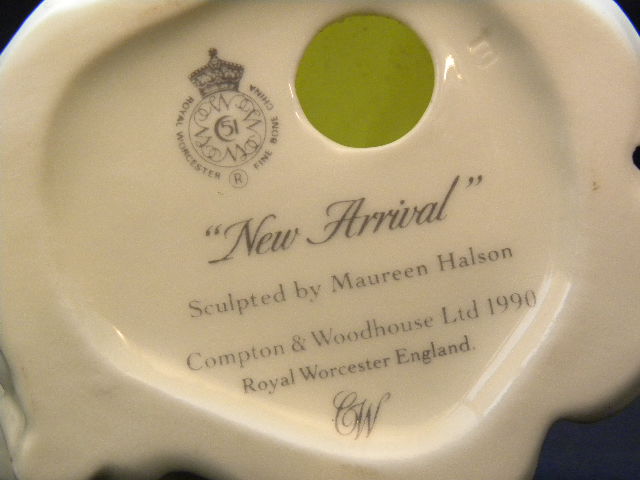 ROYAL WORCESTER FINE BONE CHINA
51
®
“New Arrival”
Sculpted by Maureen Halson
Compton & Woodhouse Ltd 1990
Royal Worcester England.
CW